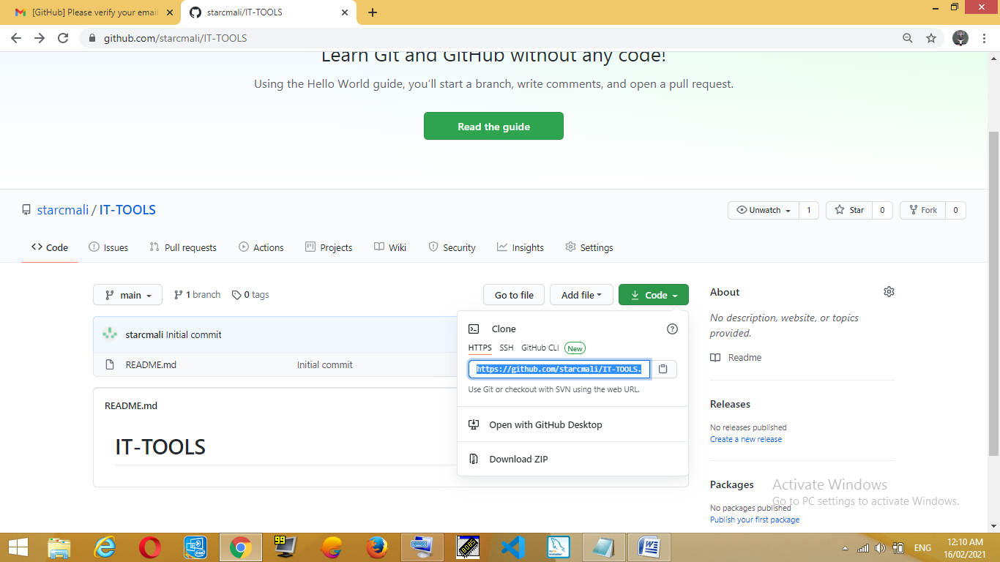 [GitHub] Please verify your email
starcmali/IT-TOOLS
github.com/starcmali/IT-TOOLS
Learn Git and GitHub without any code!
Using the Hello World guide, you’ll start a branch, write comments, and open a pull request.
Read the guide
starcmali / IT-TOOLS
Unwatch 1
Star 0
Fork 0
Code
Issues
Pull requests
Actions
Projects
Wiki
Security
Insights
Settings
main
1 branch
0 tags
Go to file
Add file
Code
starcmali Initial commit
README.md Initial commit
README.md
IT-TOOLS
Clone
HTTPS SSH GitHub CLI New
https://github.com/starcmali/IT-TOOLS.
Use Git or checkout with SVN using the web URL.
Open with GitHub Desktop
Download ZIP
About
No description, website, or topics
provided.
Readme
Releases
No releases published
Create a new release
Packages
No packages published
Publish your first package
Activate Windows
Go to PC settings to activate Windows.
99
ENG
12:10 AM
16/02/2021